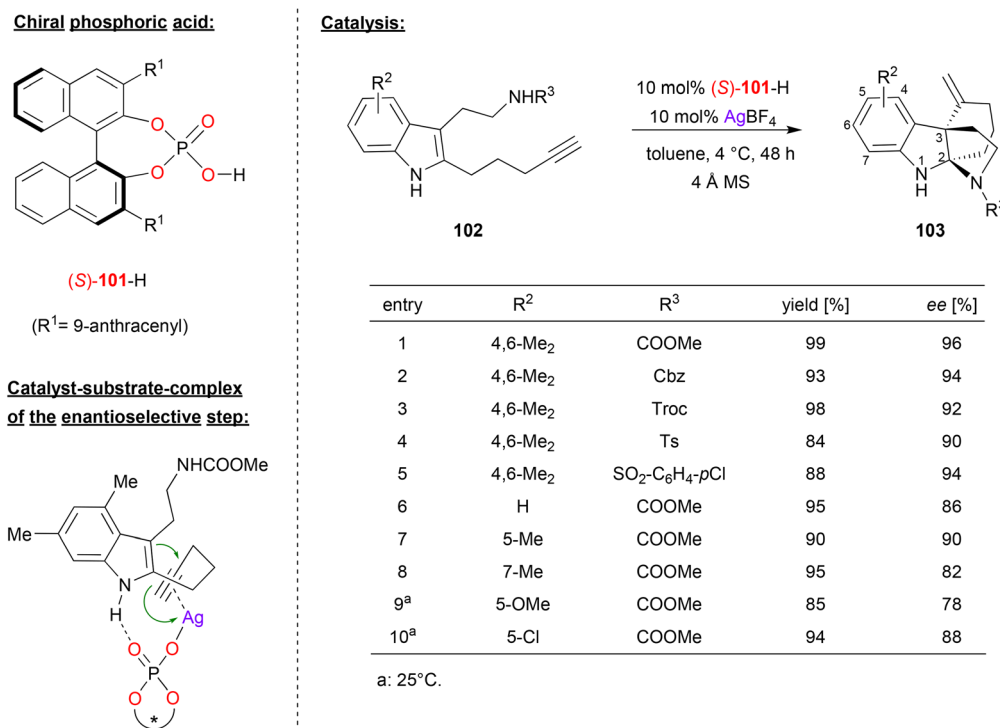 Chiral phosphoric acid:
R¹
O
O
P
O
O–H
R¹
(S)-101-H
(R¹= 9-anthracenyl)
Catalyst-substrate-complex
of the enantioselective step:
NHCOOMe
Me
Me
N
H
Ag
O
O
P
O
O
*
Catalysis:
R²
NHR³
N
H
102
10 mol% (S)-101-H
10 mol% AgBF₄
toluene, 4 °C, 48 h
4 Å MS
R²
5
4
6
3
7
1
2
N
H
N
R³
103
entry R² R³ yield [%] ee [%]
1 4,6-Me₂ COOMe 99 96
2 4,6-Me₂ Cbz 93 94
3 4,6-Me₂ Troc 98 92
4 4,6-Me₂ Ts 84 90
5 4,6-Me₂ SO₂-C₆H₄-pCl 88 94
6 H COOMe 95 86
7 5-Me COOMe 90 90
8 7-Me COOMe 95 82
9ᵃ 5-OMe COOMe 85 78
10ᵃ 5-Cl COOMe 94 88
a: 25°C.